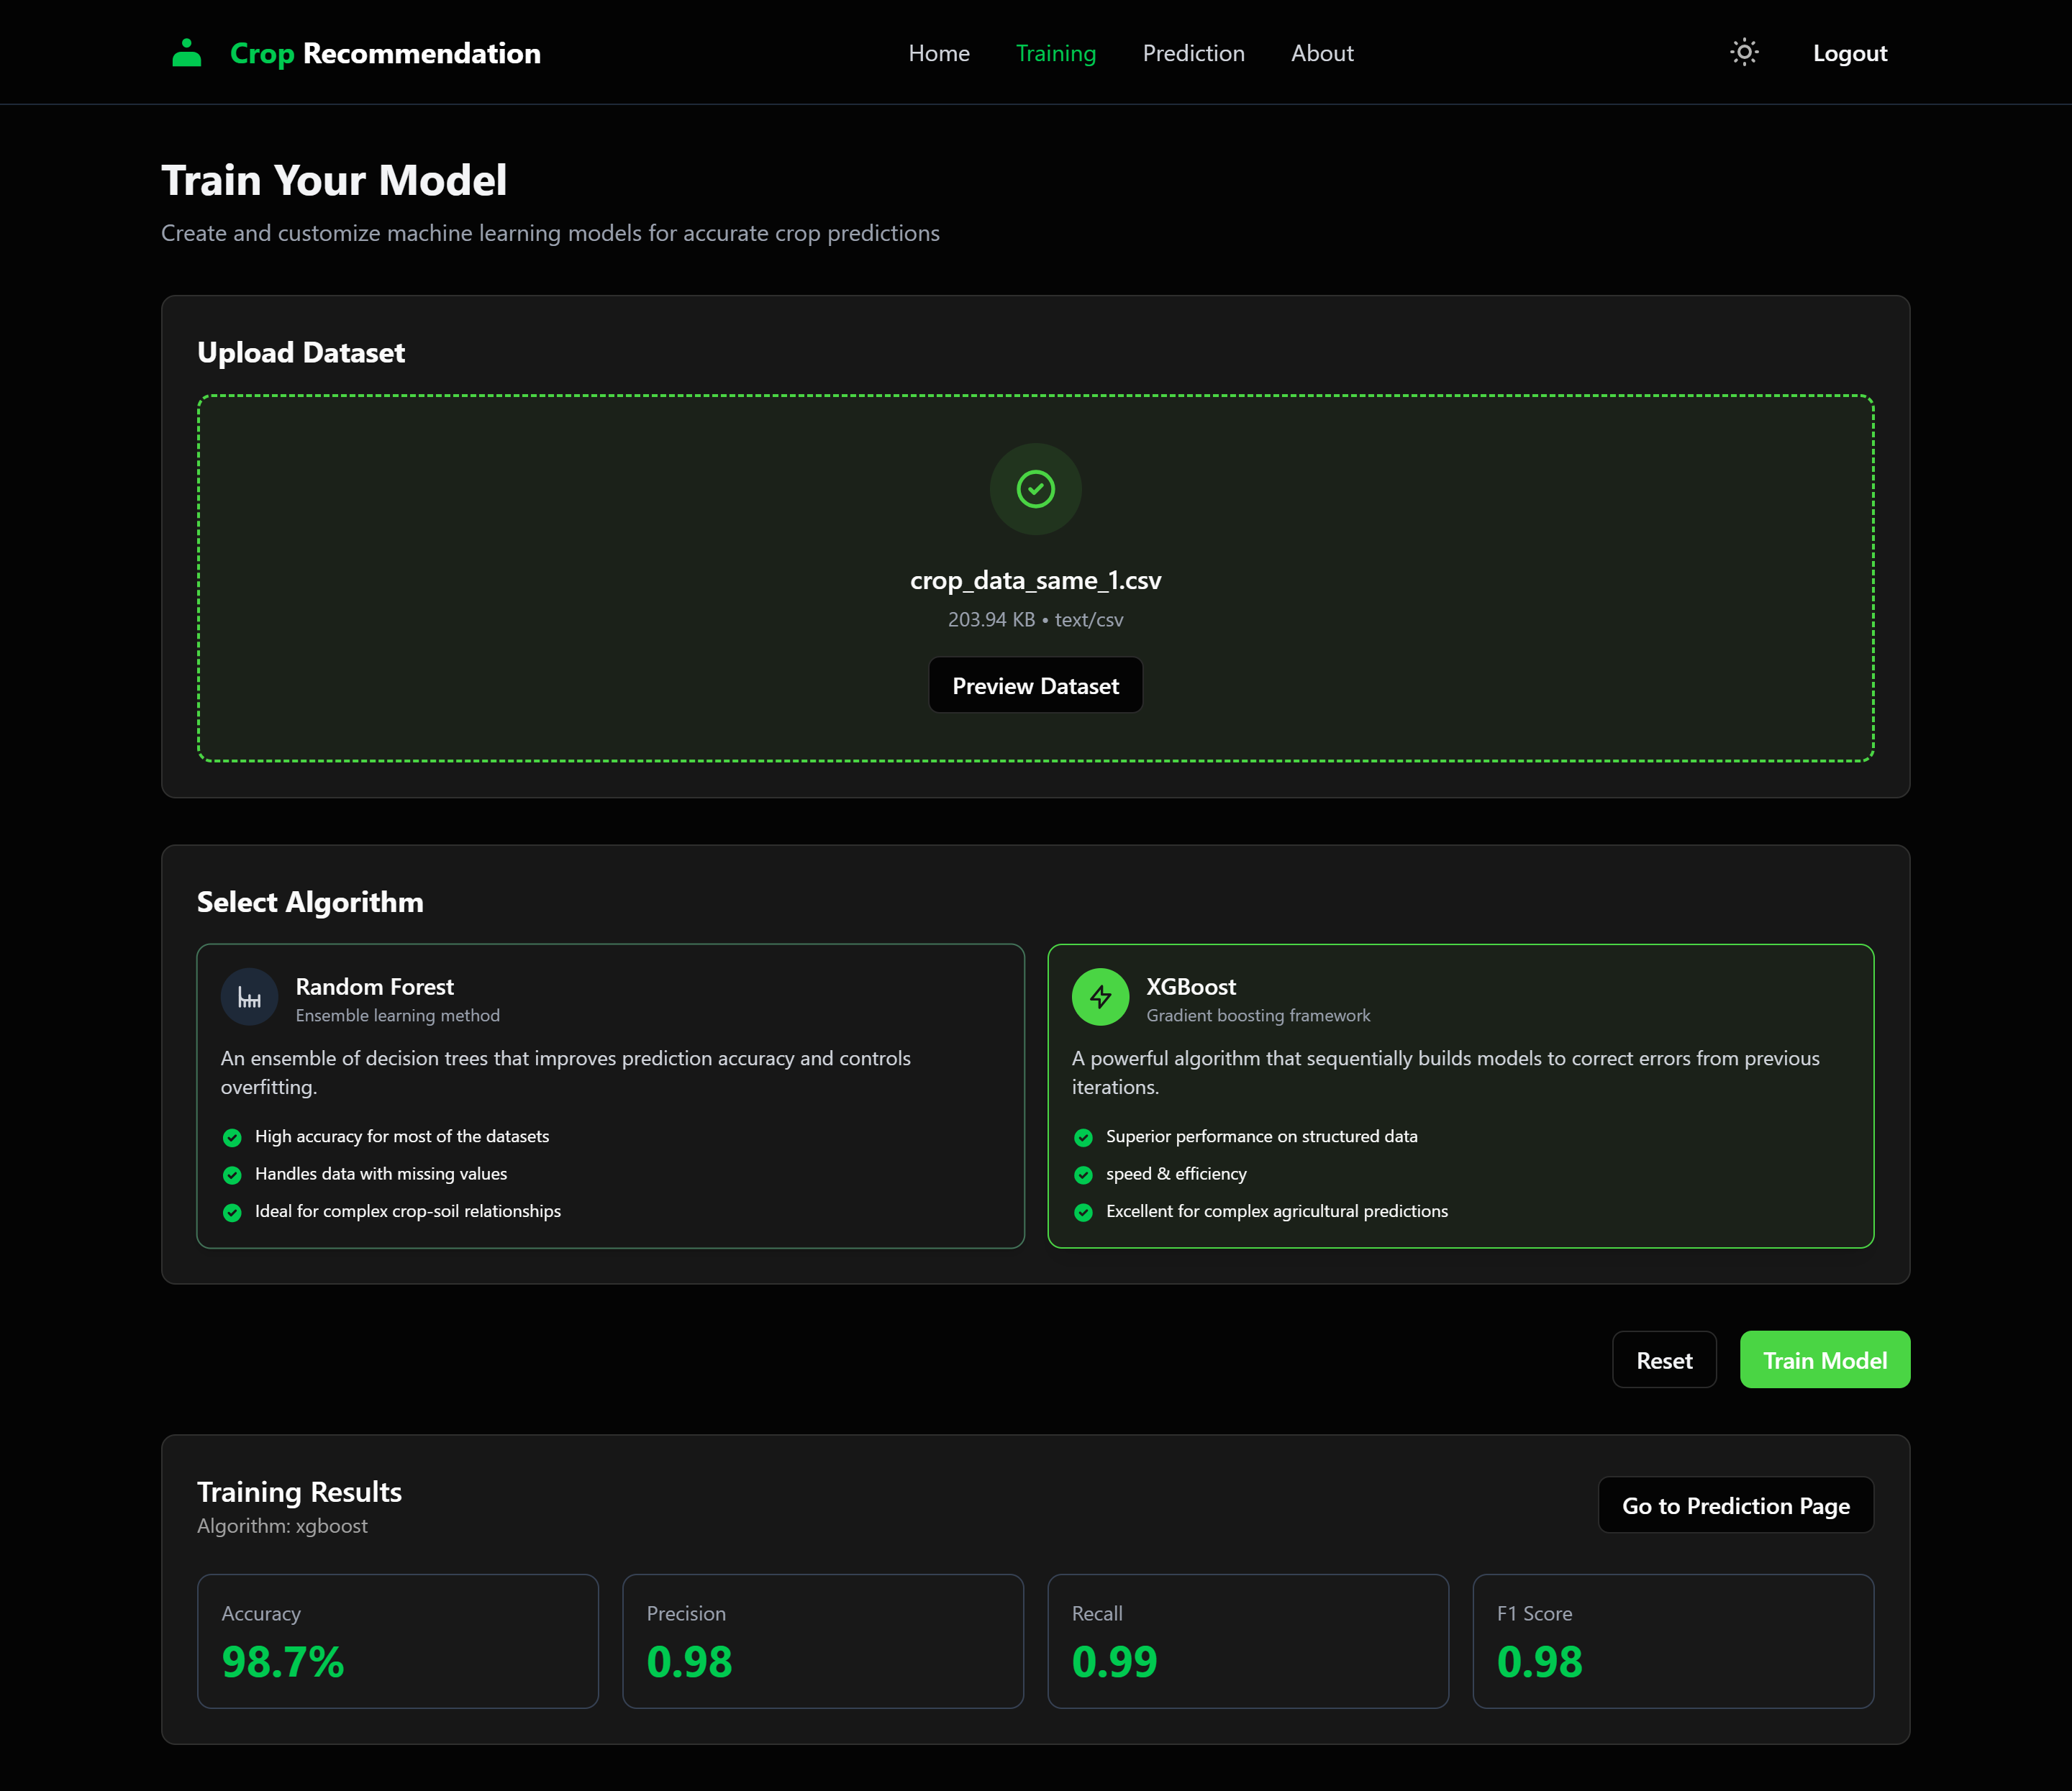 Crop Recommendation
Home
Training
Prediction
About
Logout
Train Your Model
Create and customize machine learning models for accurate crop predictions
Upload Dataset
crop_data_same_1.csv
203.94 KB • text/csv
Preview Dataset
Select Algorithm
Random Forest
Ensemble learning method
An ensemble of decision trees that improves prediction accuracy and controls
overfitting.
High accuracy for most of the datasets
Handles data with missing values
Ideal for complex crop-soil relationships
XGBoost
Gradient boosting framework
A powerful algorithm that sequentially builds models to correct errors from previous
iterations.
Superior performance on structured data
speed & efficiency
Excellent for complex agricultural predictions
Reset
Train Model
Training Results
Algorithm: xgboost
Go to Prediction Page
Accuracy
98.7%
Precision
0.98
Recall
0.99
F1 Score
0.98